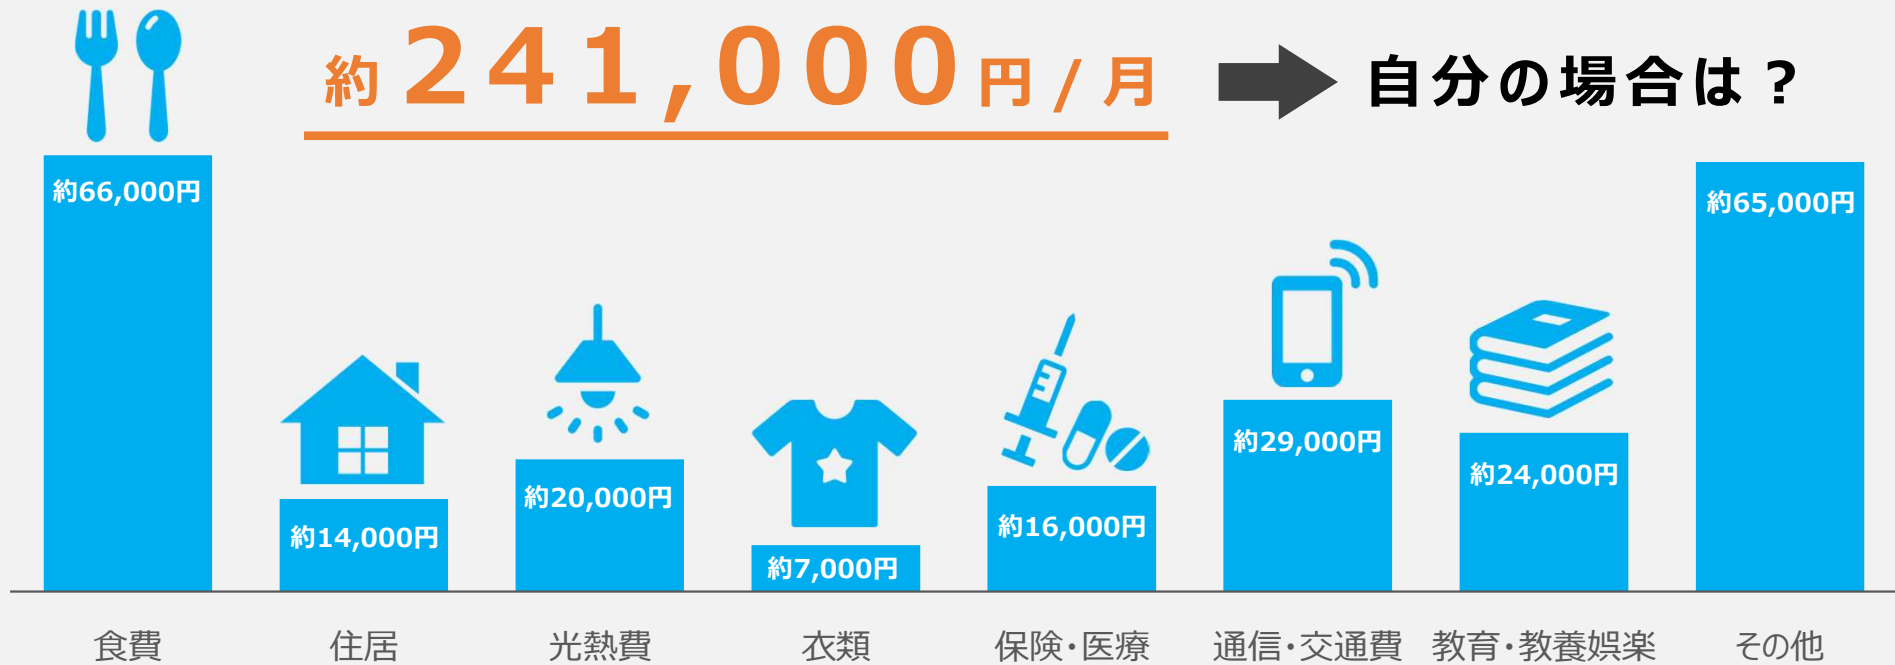 約241,000円/月
自分の場合は？
約66,000円
約14,000円
約20,000円
約7,000円
約16,000円
約29,000円
約24,000円
約65,000円
食費
住居
光熱費
衣類
保険・医療
通信・交通費
教育・教養娯楽
その他